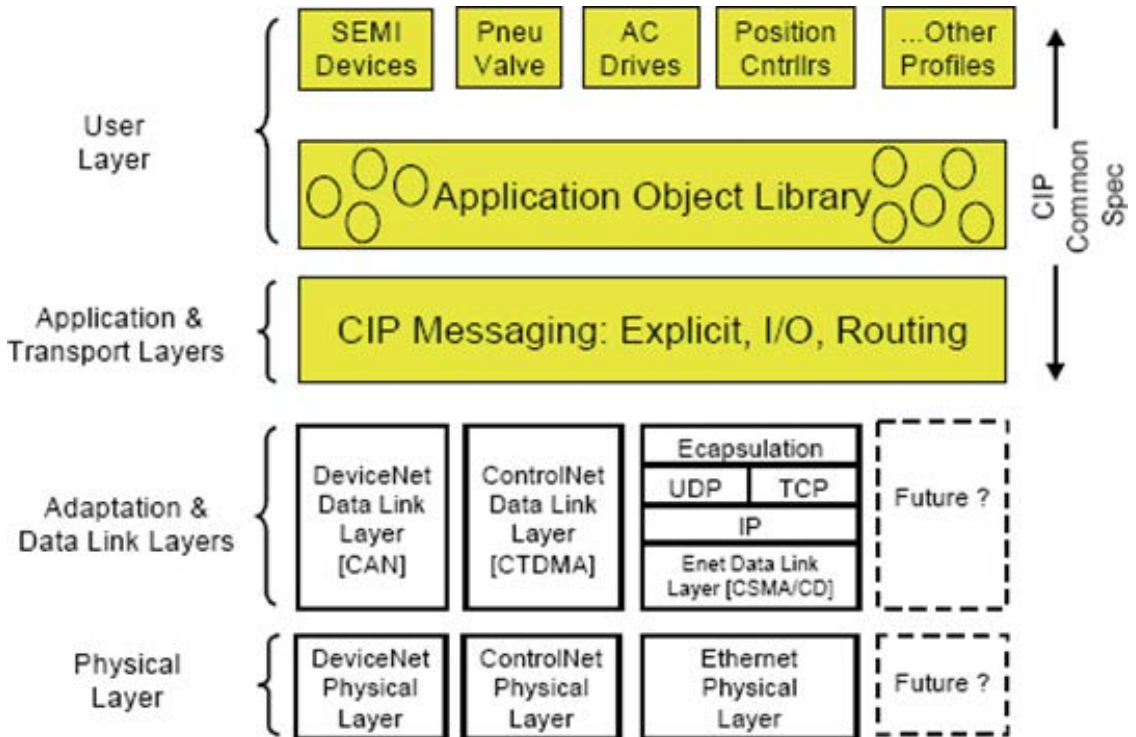 SEMI
Devices
Pneu
Valve
AC
Drives
Position
Cntrllrs
...Other
Profiles
User
Layer
Application Object Library
CIP
Common
Spec
Application &
Transport Layers
CIP Messaging: Explicit, I/O, Routing
Adaptation &
Data Link Layers
DeviceNet
Data Link
Layer
[CAN]
ControlNet
Data Link
Layer
[CTDMA]
Ecapsulation
UDP
TCP
IP
Enet Data Link
Layer [CSMA/CD]
Future ?
Physical
Layer
DeviceNet
Physical
Layer
ControlNet
Physical
Layer
Ethernet
Physical
Layer
Future ?